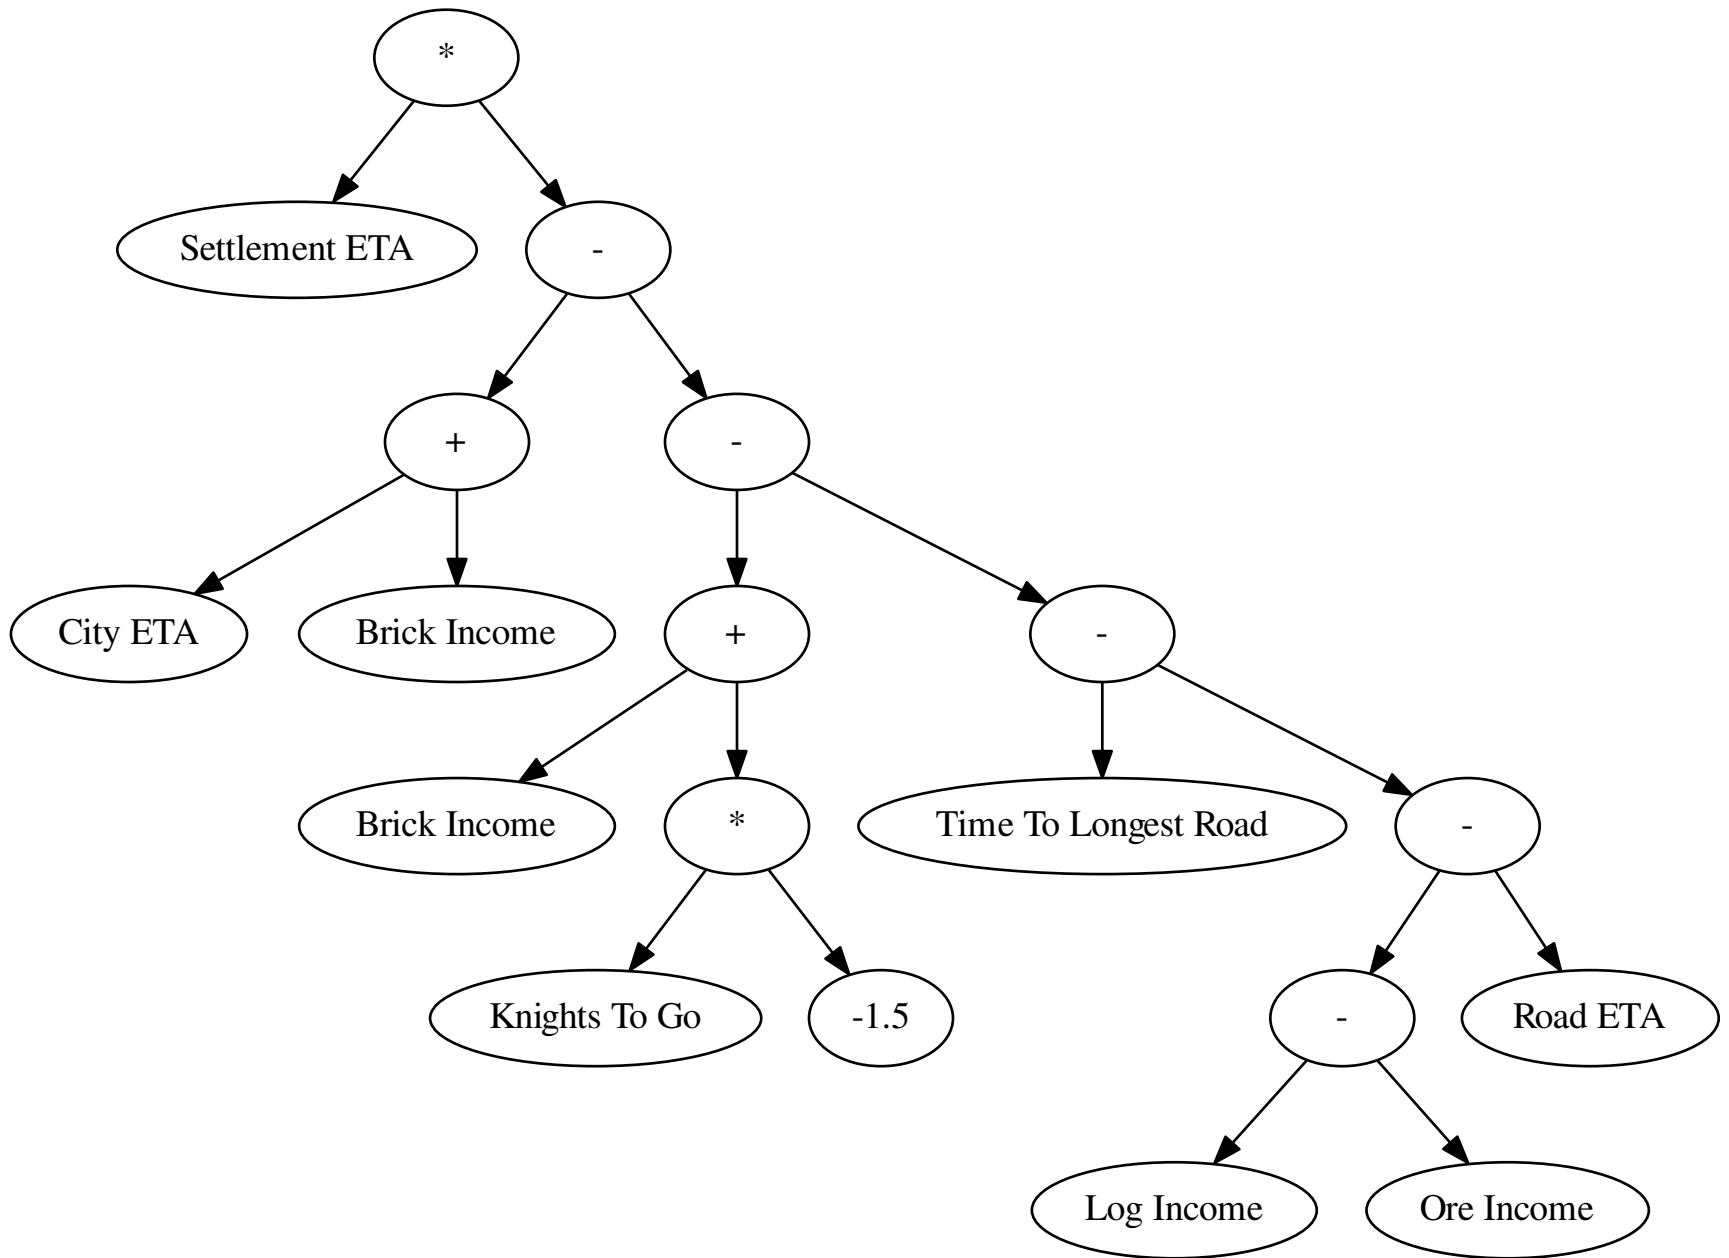 *
Settlement ETA
-
+
-
City ETA
Brick Income
+
-
Brick Income
*
Time To Longest Road
-
Knights To Go
-1.5
-
Road ETA
Log Income
Ore Income